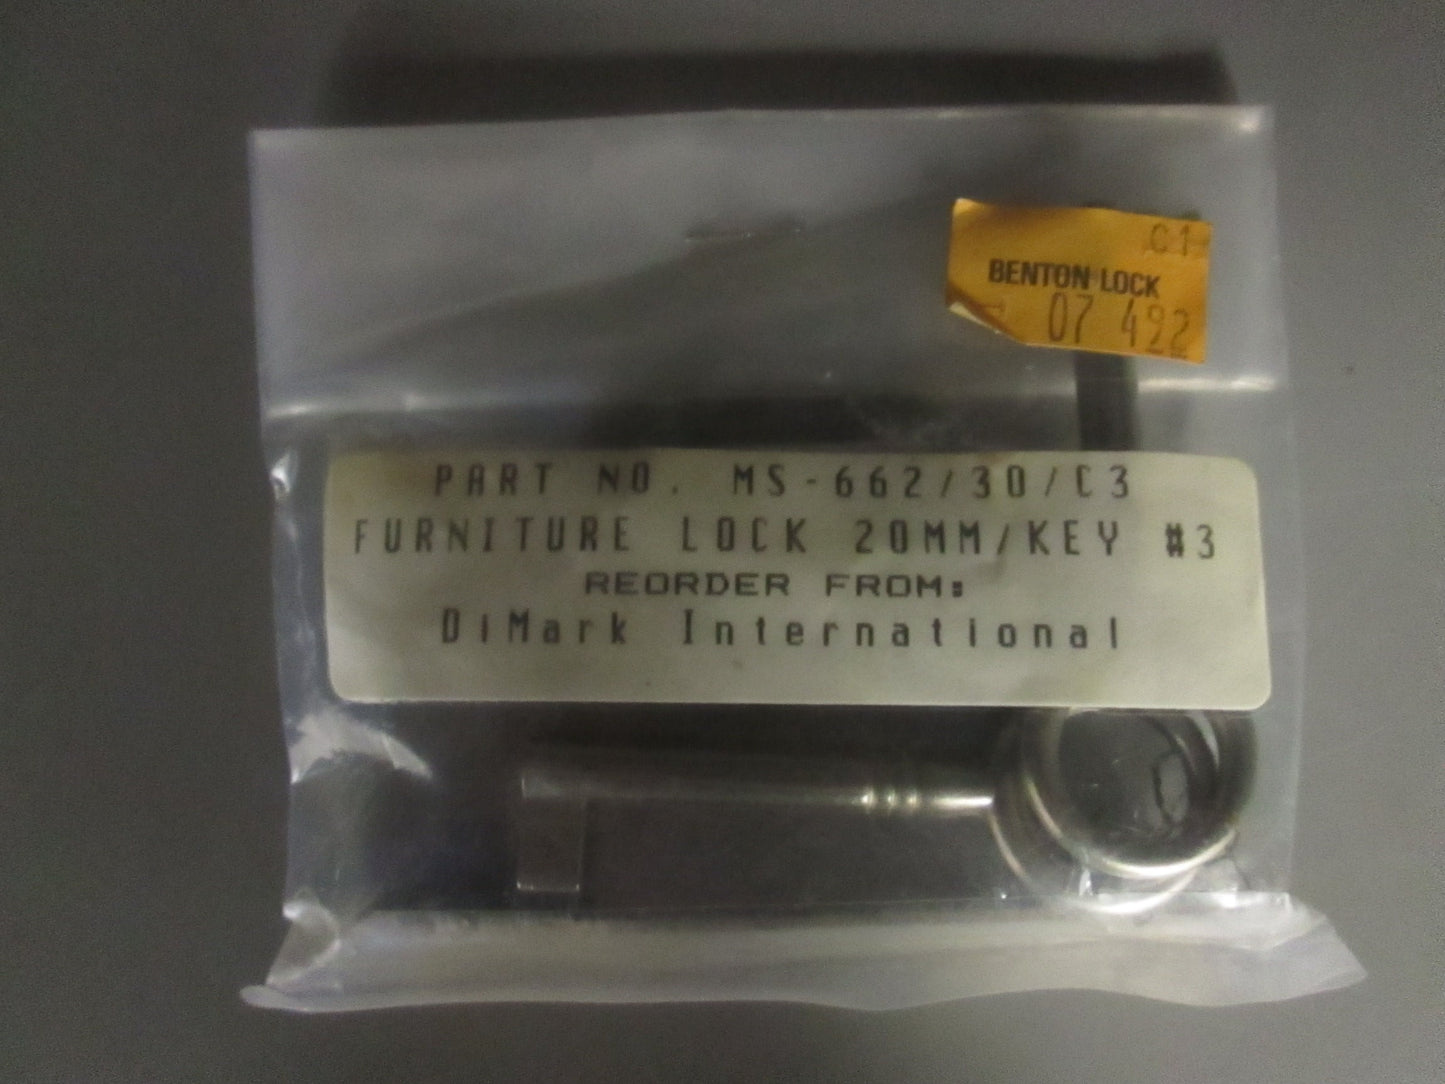 C1
BENTON LOCK
07 492
PART NO. MS-662/30/C3
FURNITURE LOCK 20MM/KEY #3
REORDER FROM:
DiMark International